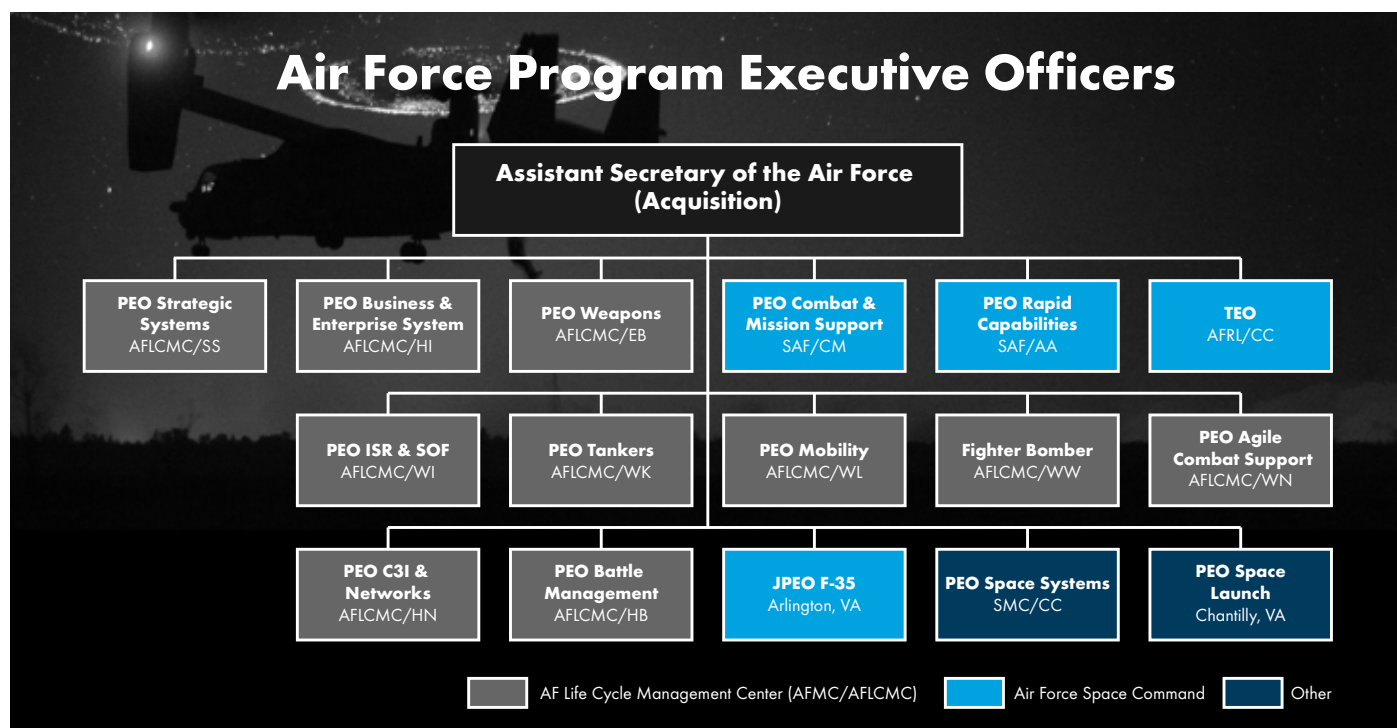 Air Force Program Executive Officers
Assistant Secretary of the Air Force
(Acquisition)
PEO Strategic
Systems
AFLCMC/SS
PEO Business &
Enterprise System
AFLCMC/HI
PEO Weapons
AFLCMC/EB
PEO Combat &
Mission Support
SAF/CM
PEO Rapid
Capabilities
SAF/AA
TEO
AFRL/CC
PEO ISR & SOF
AFLCMC/WI
PEO Tankers
AFLCMC/WK
PEO Mobility
AFLCMC/WL
Fighter Bomber
AFLCMC/WW
PEO Agile
Combat Support
AFLCMC/WN
PEO C3I &
Networks
AFLCMC/HN
PEO Battle
Management
AFLCMC/HB
JPEO F-35
Arlington, VA
PEO Space Systems
SMC/CC
PEO Space
Launch
Chantilly, VA
AF Life Cycle Management Center (AFMC/AFLCMC)
Air Force Space Command
Other